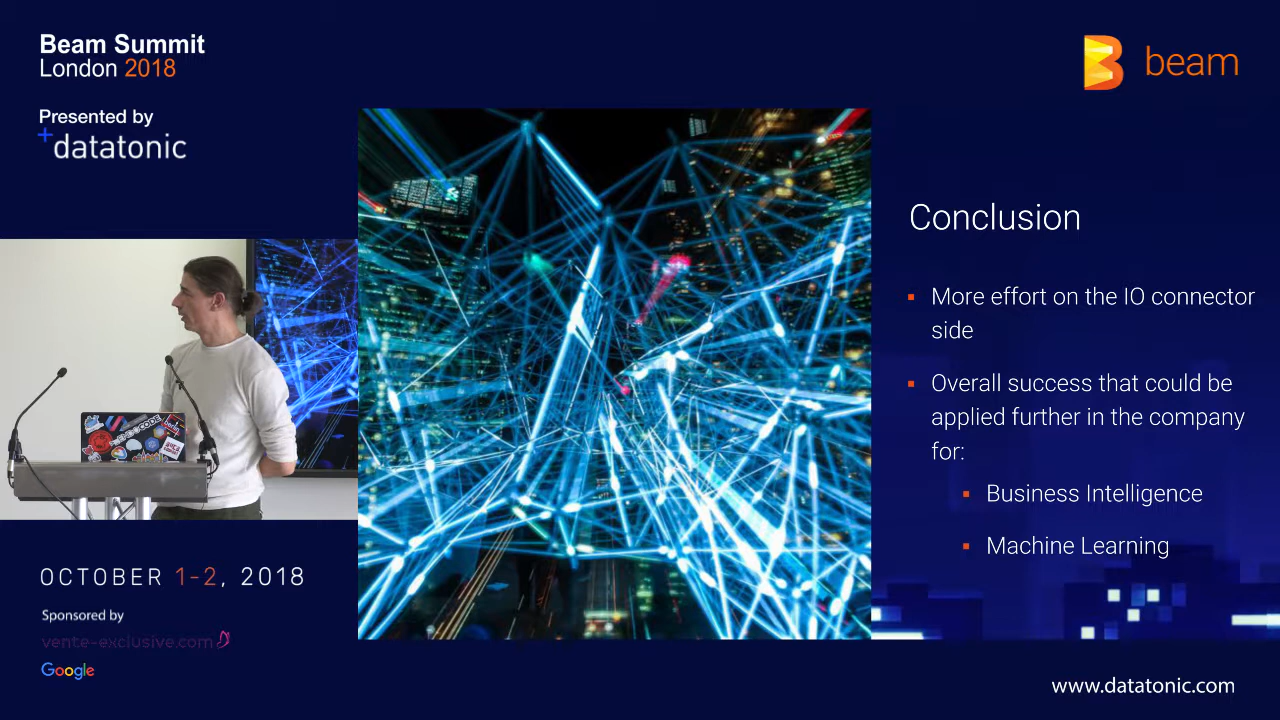 Beam Summit
London 2018
Presented by
+datatonic
beam
Conclusion
More effort on the IO connector
side
Overall success that could be
applied further in the company
for:
Business Intelligence
Machine Learning
OCTOBER 1-2, 2018
Sponsored by
vente-exclusive.com
Google
www.datatonic.com